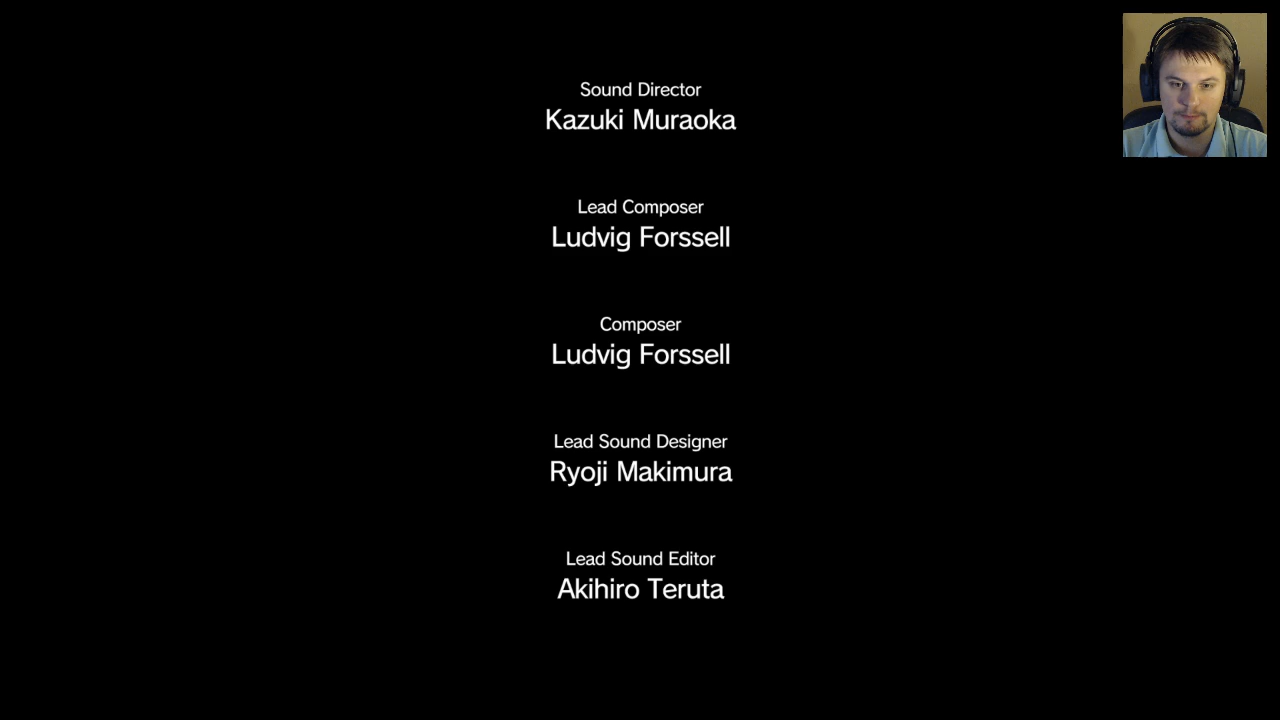 Sound Director
Kazuki Muraoka
Lead Composer
Ludvig Forssell
Composer
Ludvig Forssell
Lead Sound Designer
Ryoji Makimura
Lead Sound Editor
Akihiro Teruta